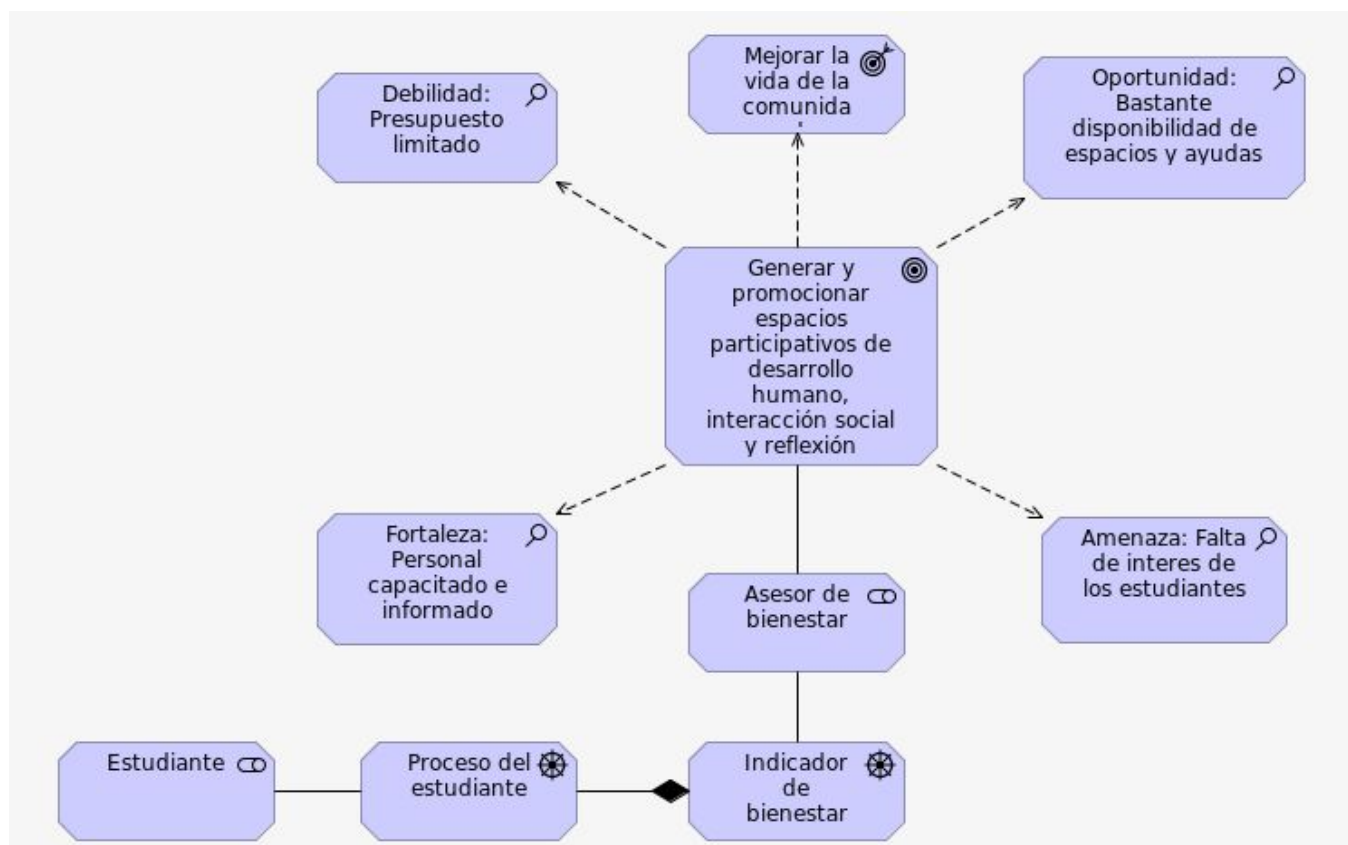 Mejorar la
vida de la
comunida
Debilidad:
Presupuesto
limitado
Oportunidad:
Bastante
disponibilidad de
espacios y ayudas
Generar y
promocionar
espacios
participativos de
desarrollo
humano,
interacción social
y reflexión
Fortaleza:
Personal
capacitado e
informado
Amenaza: Falta
de interes de
los estudiantes
Asesor de
bienestar
Estudiante
Proceso del
estudiante
Indicador
de
bienestar